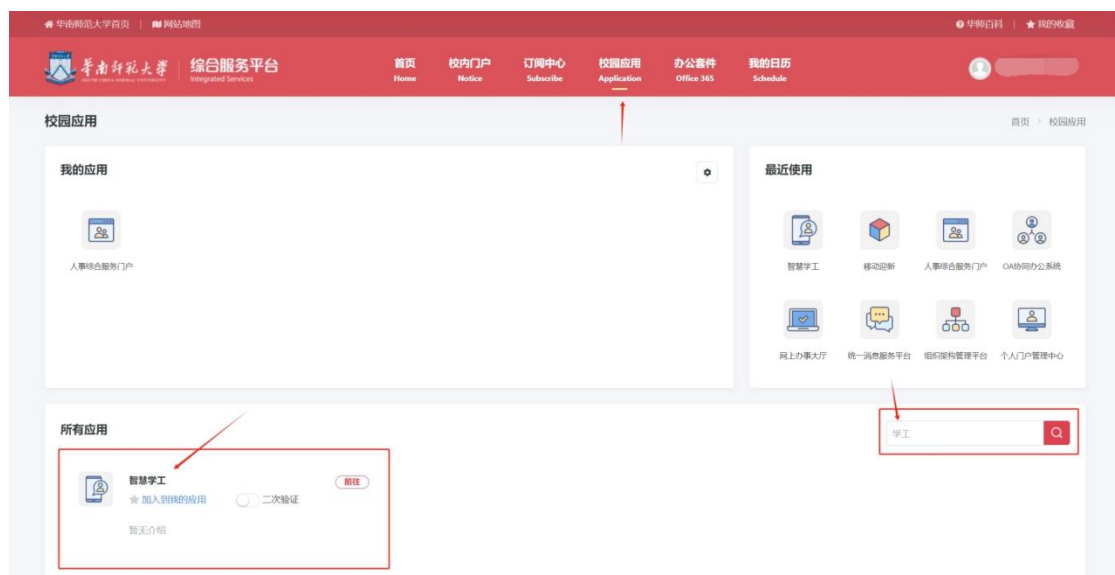 华南师范大学首页 | 网站地图
华师百科 | 我的收藏
华南师范大学
SOUTH CHINA NORMAL UNIVERSITY
综合服务平台
Integrated Services
首页 校内门户 订阅中心 校园应用 办公套件 我的日历
Home Notice Subscribe Application Office 365 Schedule
校园应用
首页 校园应用
我的应用
人事综合服务门户
最近使用
智慧学工 移动迎新 人事综合服务门户 OA协同办公系统
网上办事大厅 统一消息服务平台 组织架构管理平台 个人门户管理中心
所有应用
学工
智慧学工
前往
加入到我的应用 二次验证
暂无介绍